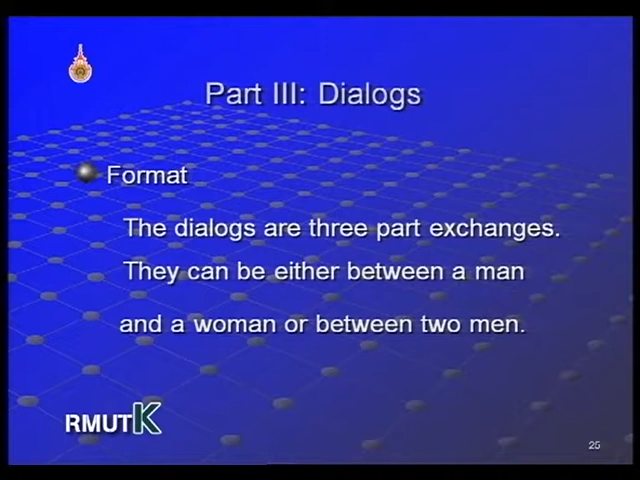 Part III: Dialogs
Format
The dialogs are three part exchanges.
They can be either between a man
and a woman or between two men.
RMUTK
25